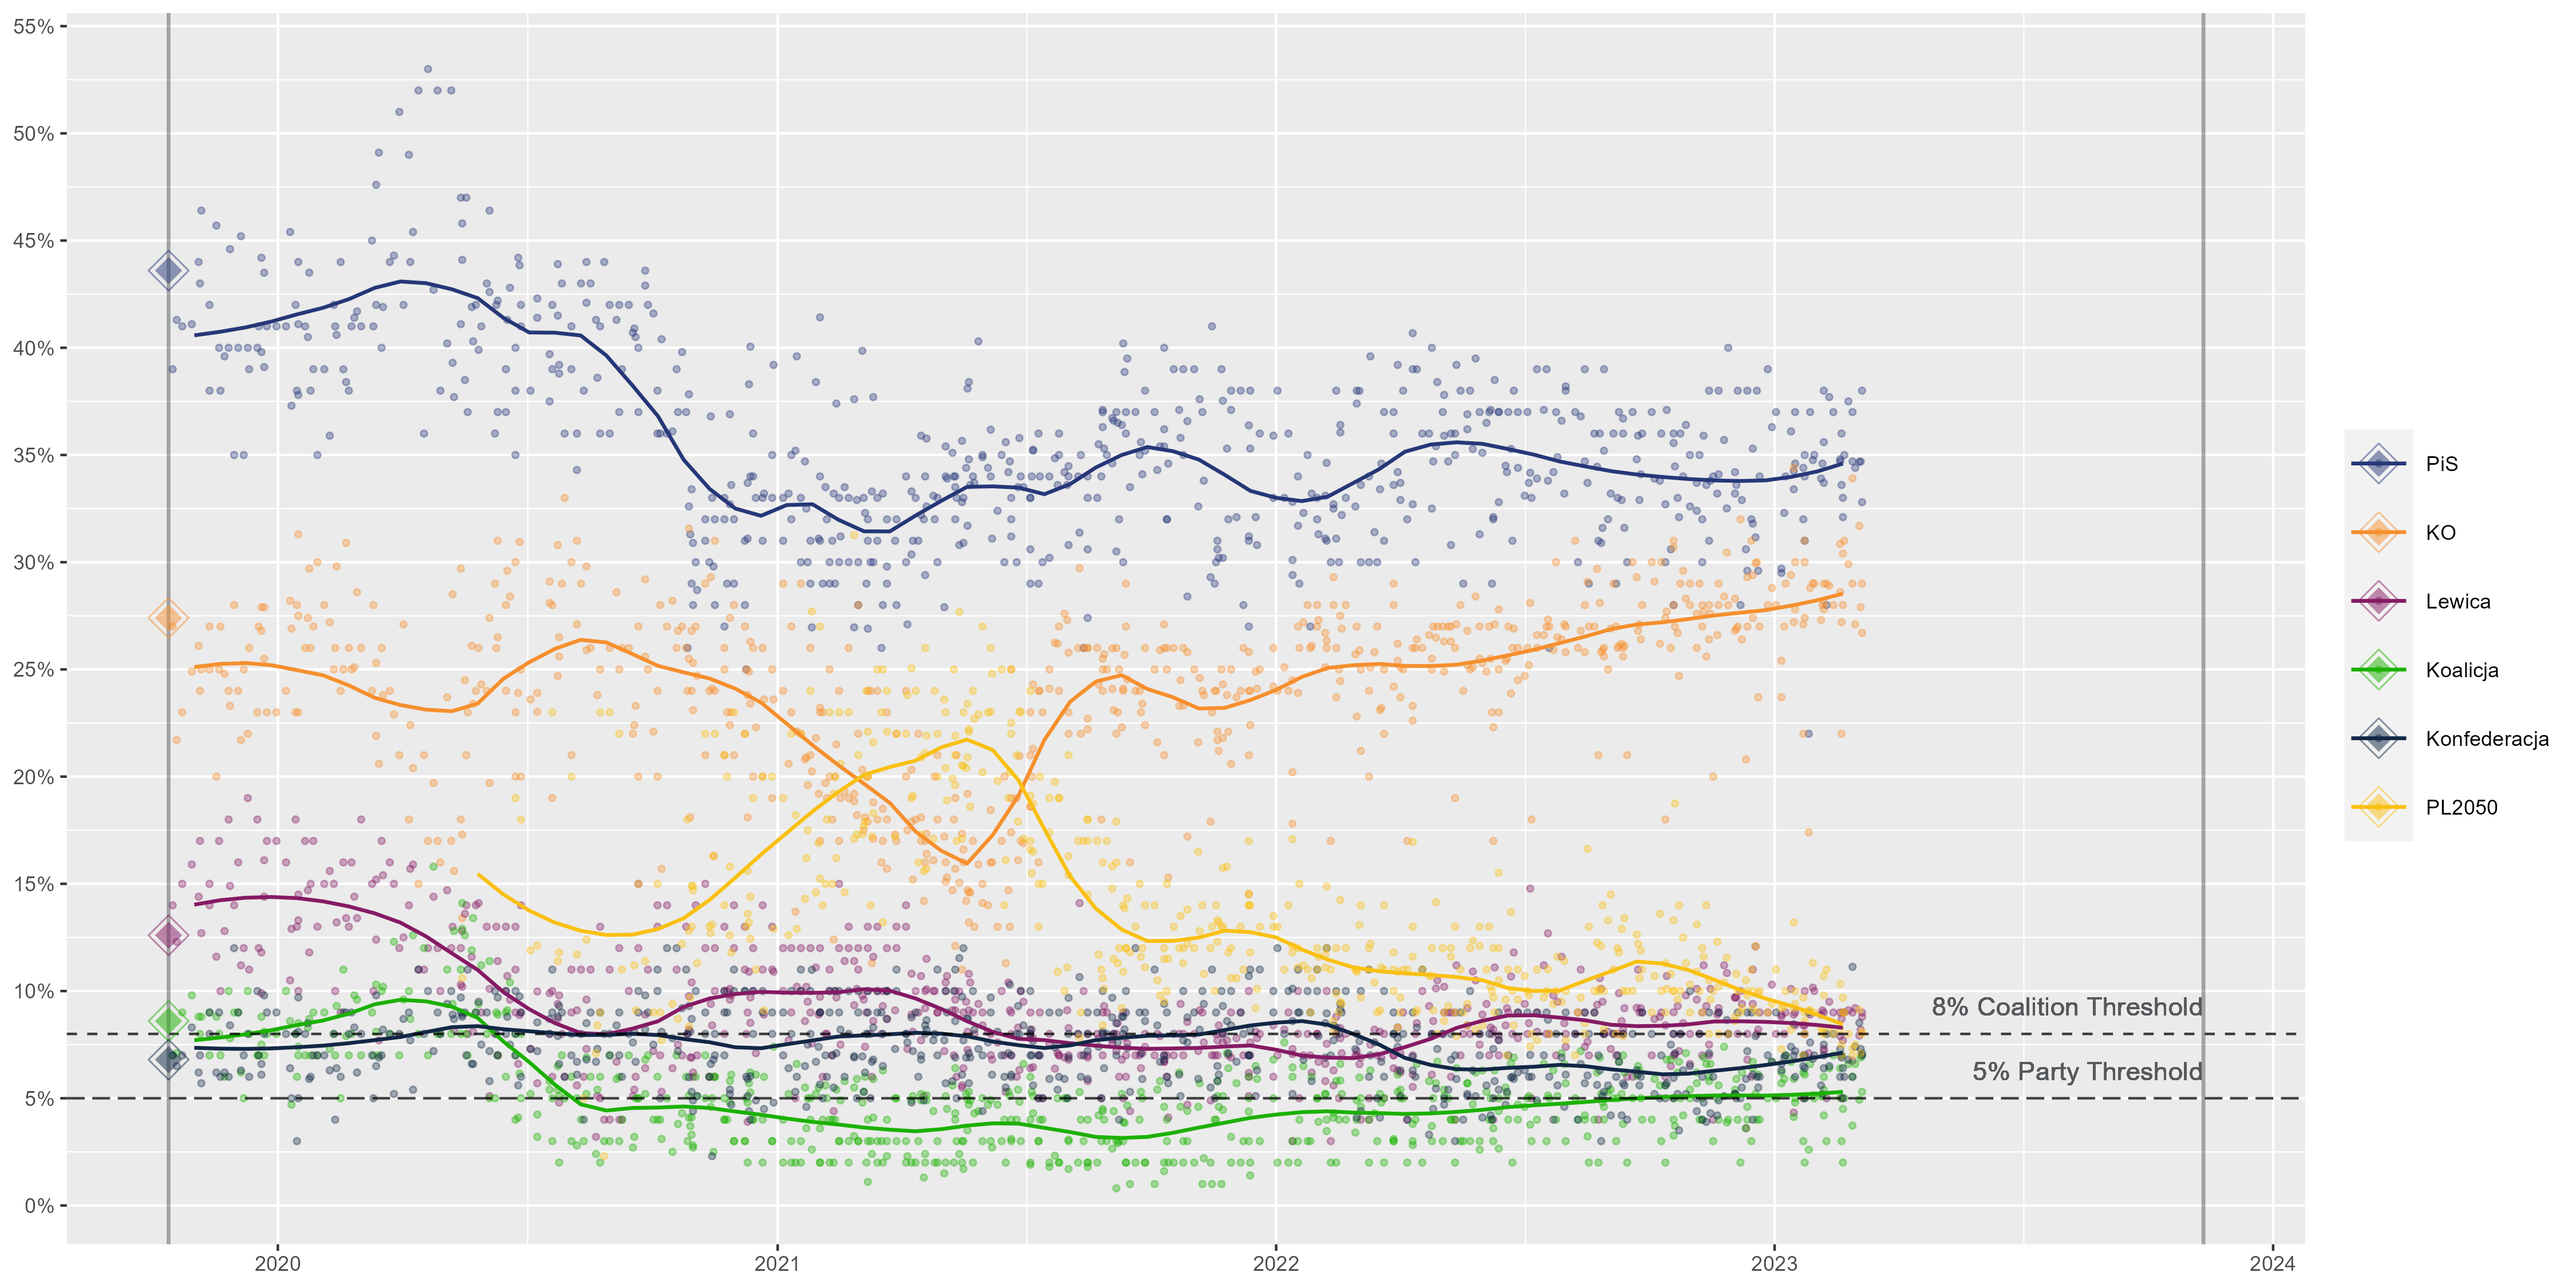 55%
50%
45%
40%
35%
30%
25%
20%
15%
10%
5%
0%
8% Coalition Threshold
5% Party Threshold
2020
2021
2022
2023
2024
PiS
KO
Lewica
Koalicja
Konfederacja
PL2050